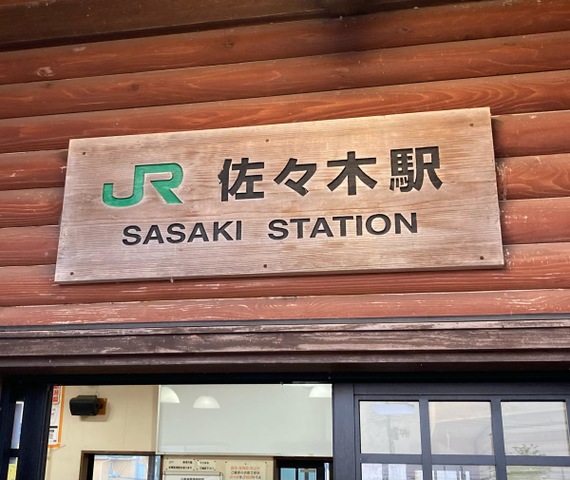 JR 佐々木駅
SASAKI STATION